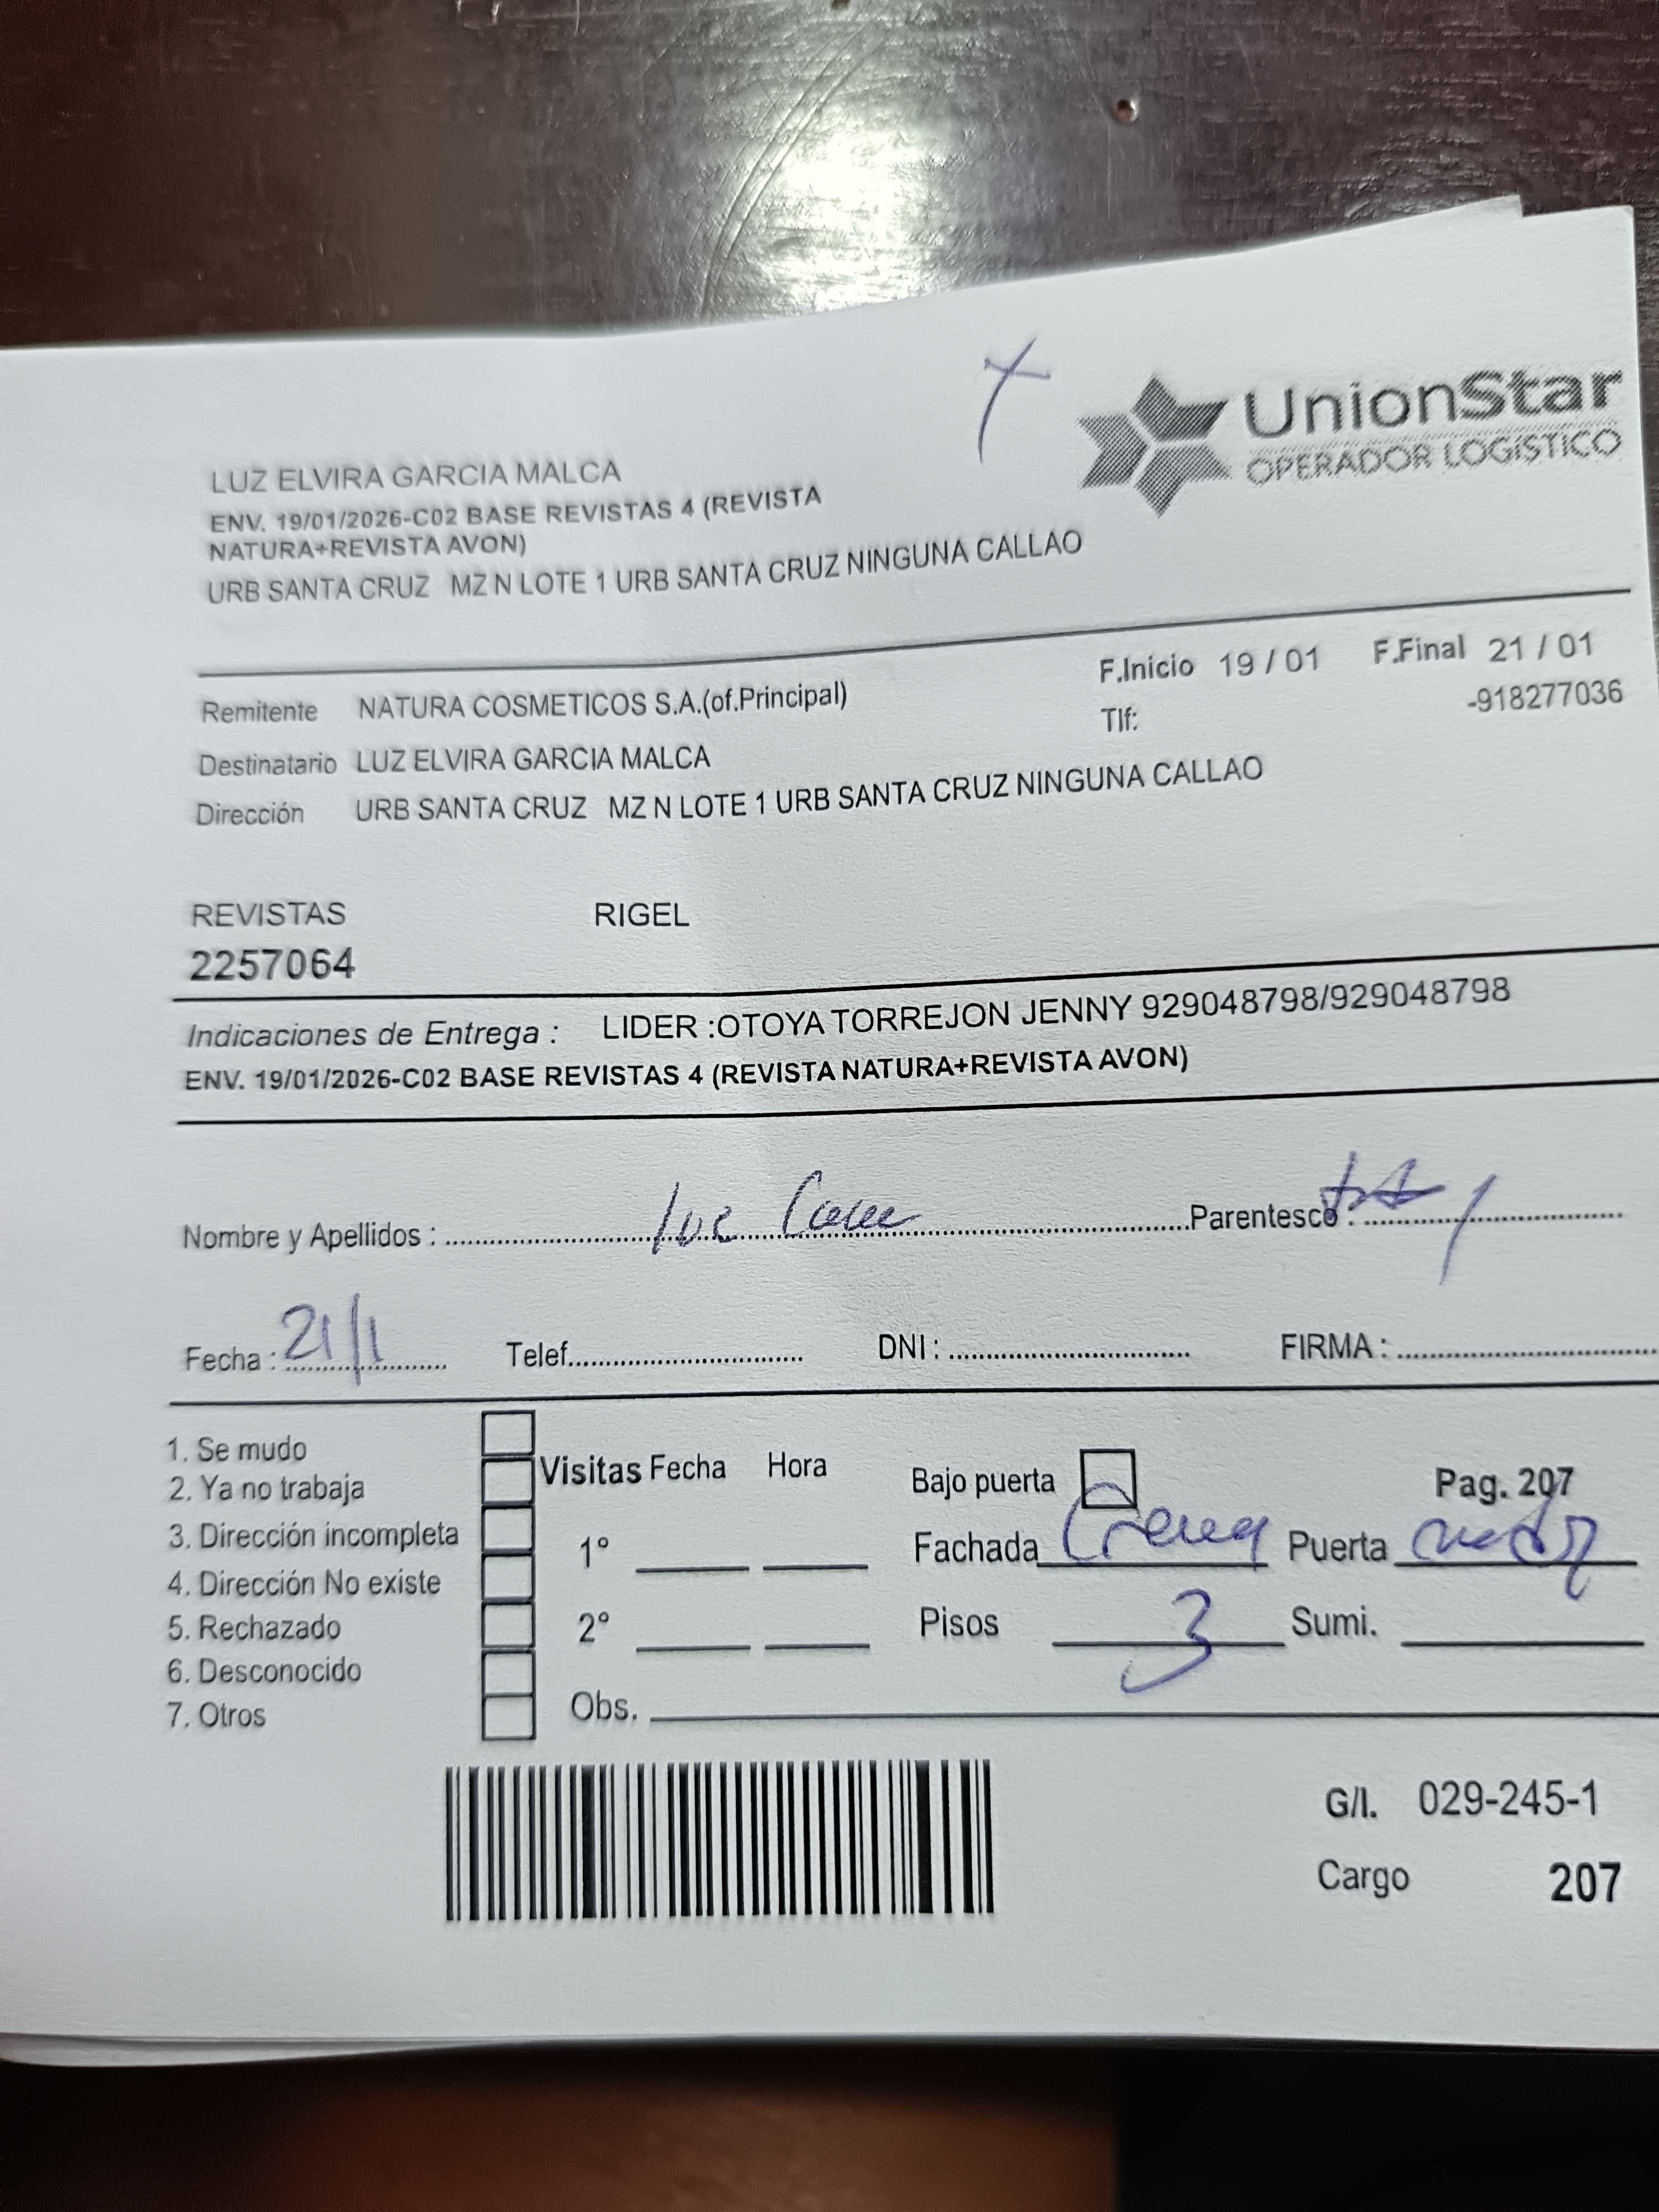 UnionStar
OPERADOR LOGÍSTICO
LUZ ELVIRA GARCIA MALCA
ENV. 19/01/2026-C02 BASE REVISTAS 4 (REVISTA
NATURA+REVISTA AVON)
URB SANTA CRUZ MZ N LOTE 1 URB SANTA CRUZ NINGUNA CALLAO
F.Inicio 19 / 01 F.Final 21 / 01
Remitente NATURA COSMETICOS S.A.(of.Principal) Tlf: -918277036
Destinatario LUZ ELVIRA GARCIA MALCA
Dirección URB SANTA CRUZ MZ N LOTE 1 URB SANTA CRUZ NINGUNA CALLAO
REVISTAS RIGEL
2257064
Indicaciones de Entrega : LIDER :OTOYA TORREJON JENNY 929048798/929048798
ENV. 19/01/2026-C02 BASE REVISTAS 4 (REVISTA NATURA+REVISTA AVON)
Nombre y Apellidos : Parentesco :
Fecha : 21/1 Telef. DNI : FIRMA :
1. Se mudo
2. Ya no trabaja
3. Dirección incompleta
4. Dirección No existe
5. Rechazado
6. Desconocido
7. Otros
Visitas Fecha Hora
1°
2°
Obs.
Bajo puerta Pag. 207
Fachada Crema Puerta
Pisos 3 Sumi.
G/I. 029-245-1
Cargo 207